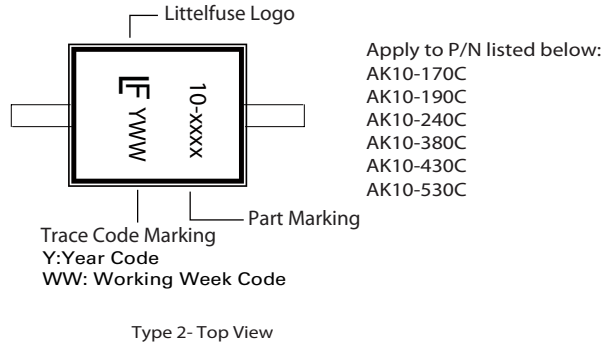 Littelfuse Logo
Apply to P/N listed below:
AK10-170C
AK10-190C
AK10-240C
AK10-380C
AK10-430C
AK10-530C
LF YWW
10-xxxx
Part Marking
Trace Code Marking
Y:Year Code
WW: Working Week Code
Type 2- Top View